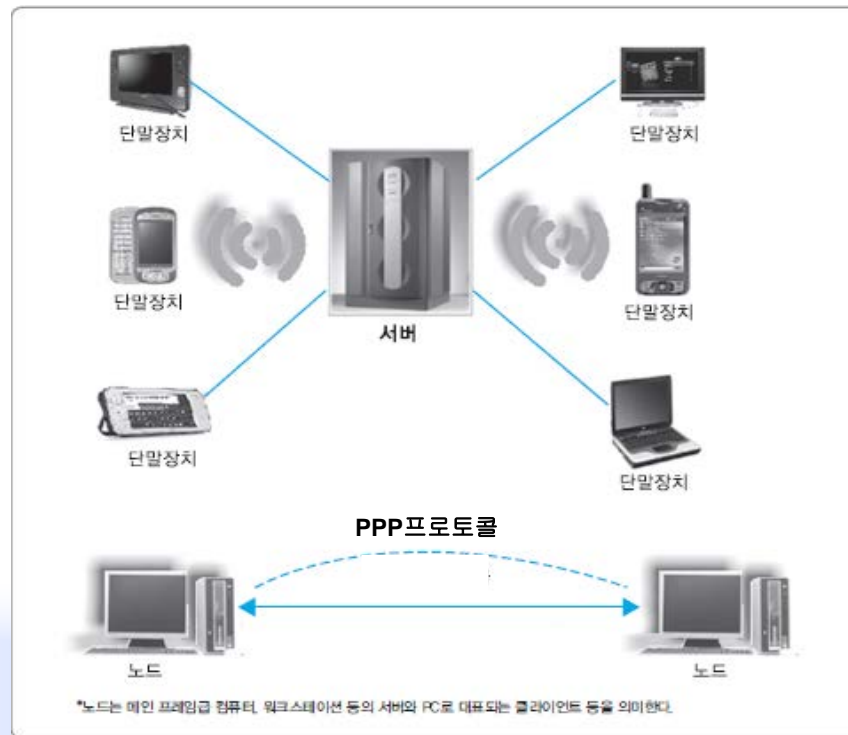 단말장치
단말장치
단말장치
단말장치
서버
단말장치
단말장치
PPP프로토콜
노드
노드
*노드는 메인 프레임급 컴퓨터, 워크스테이션 등의 서버와 PC로 대표되는 클라이언트 등을 의미한다.